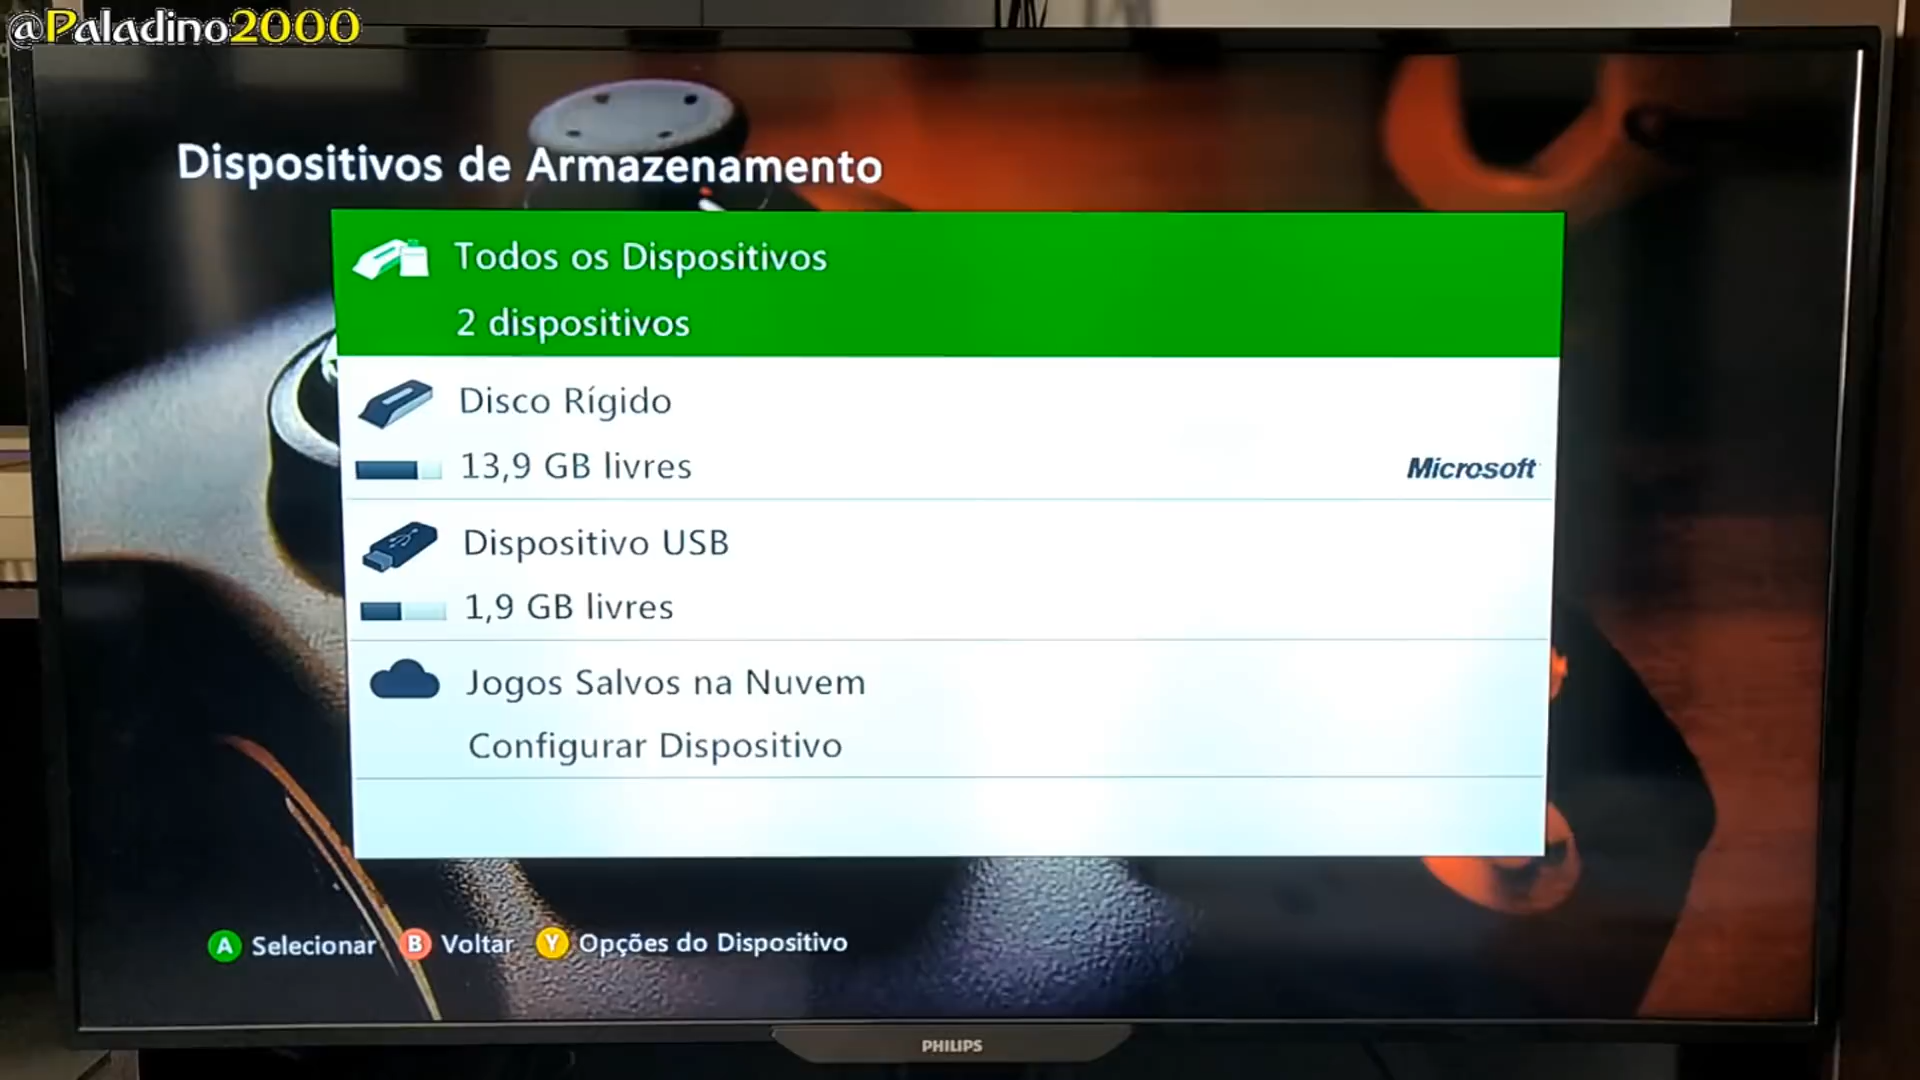 @Paladino2000
Dispositivos de Armazenamento
Todos os Dispositivos
2 dispositivos
Disco Rígido
13,9 GB livres
Microsoft
Dispositivo USB
1,9 GB livres
Jogos Salvos na Nuvem
Configurar Dispositivo
A Selecionar B Voltar Y Opções do Dispositivo
PHILIPS